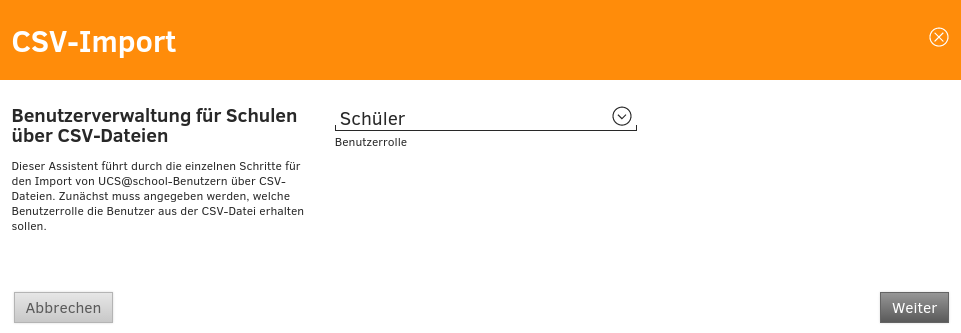 CSV-Import
Benutzerverwaltung für Schulen
über CSV-Dateien
Dieser Assistent führt durch die einzelnen Schritte für
den Import von UCS@school-Benutzern über CSV-
Dateien. Zunächst muss angegeben werden, welche
Benutzerrolle die Benutzer aus der CSV-Datei erhalten
sollen.
Schüler
Benutzerrolle
Abbrechen
Weiter